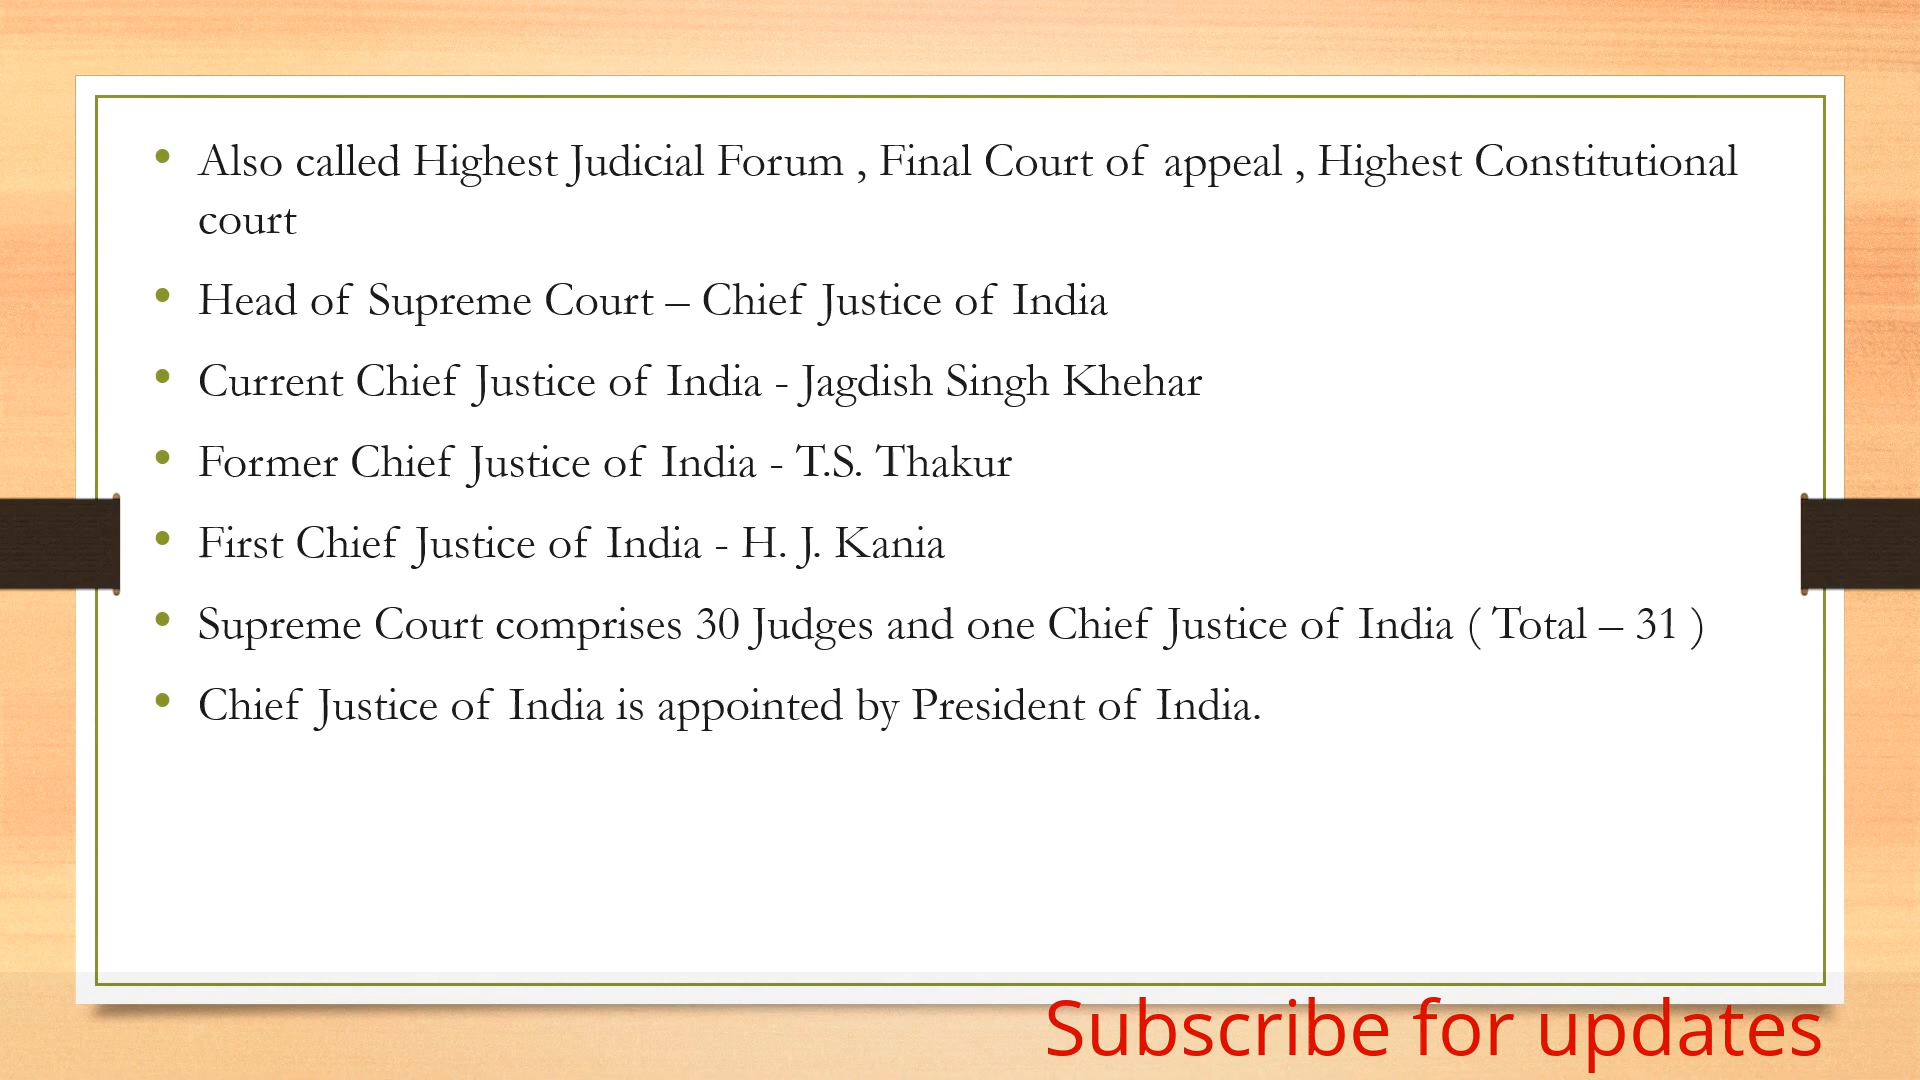 • Also called Highest Judicial Forum , Final Court of appeal , Highest Constitutional
court
• Head of Supreme Court – Chief Justice of India
• Current Chief Justice of India - Jagdish Singh Khehar
• Former Chief Justice of India - T.S. Thakur
• First Chief Justice of India - H. J. Kania
• Supreme Court comprises 30 Judges and one Chief Justice of India ( Total – 31 )
• Chief Justice of India is appointed by President of India.
Subscribe for updates